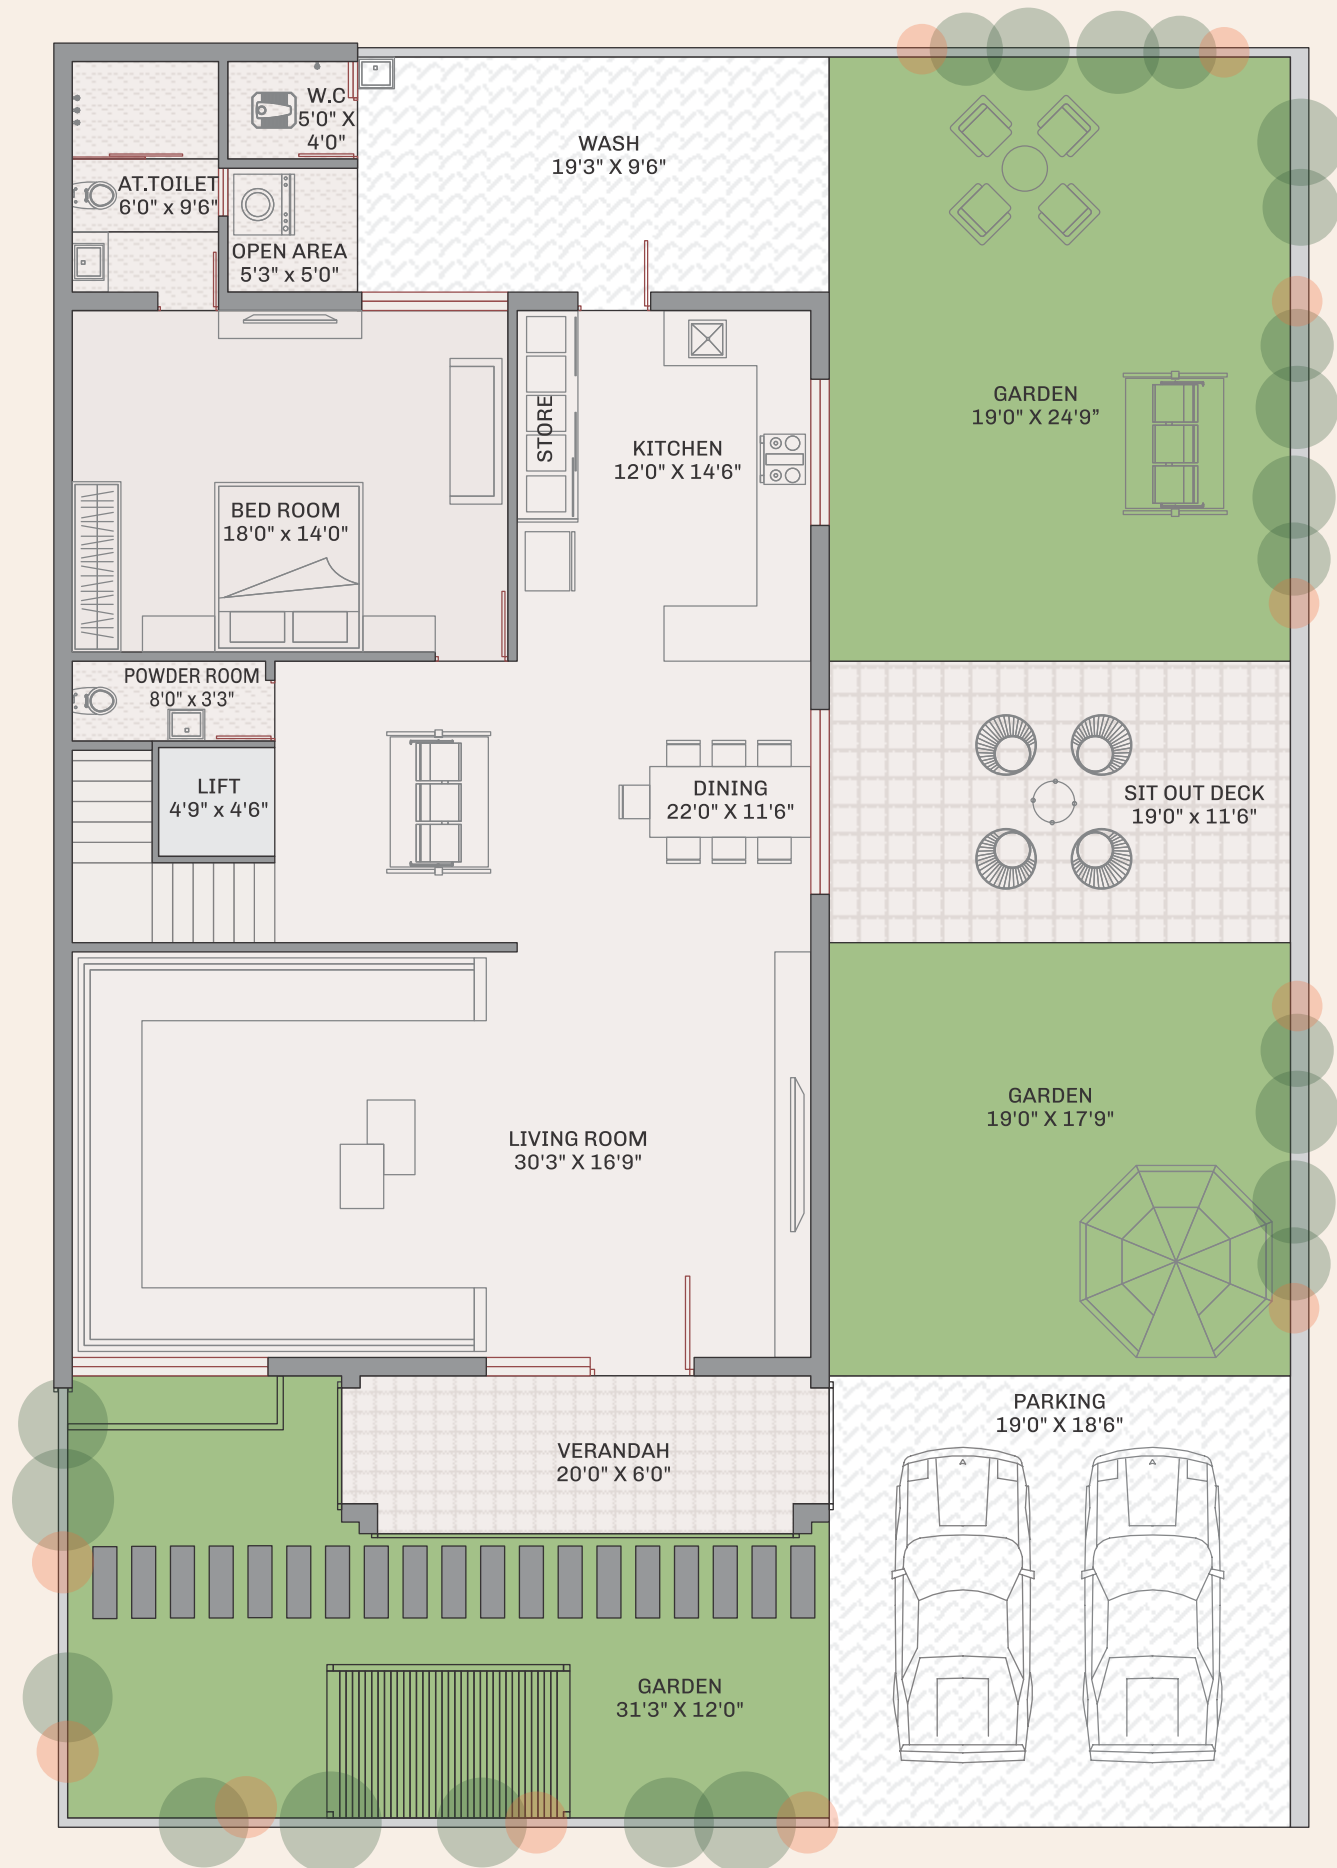 W.C
5'0" X
4'0"
WASH
19'3" X 9'6"
AT.TOILET
6'0" x 9'6"
OPEN AREA
5'3" x 5'0"
GARDEN
19'0" X 24'9”
STORE
KITCHEN
12'0" X 14'6"
BED ROOM
18'0" x 14'0"
POWDER ROOM
8'0" x 3'3"
LIFT
4'9" x 4'6"
DINING
22'0" X 11'6"
SIT OUT DECK
19'0" x 11'6"
GARDEN
19'0" X 17'9"
LIVING ROOM
30'3" X 16'9"
PARKING
19'0" X 18'6"
VERANDAH
20'0" X 6'0"
GARDEN
31'3" X 12'0"